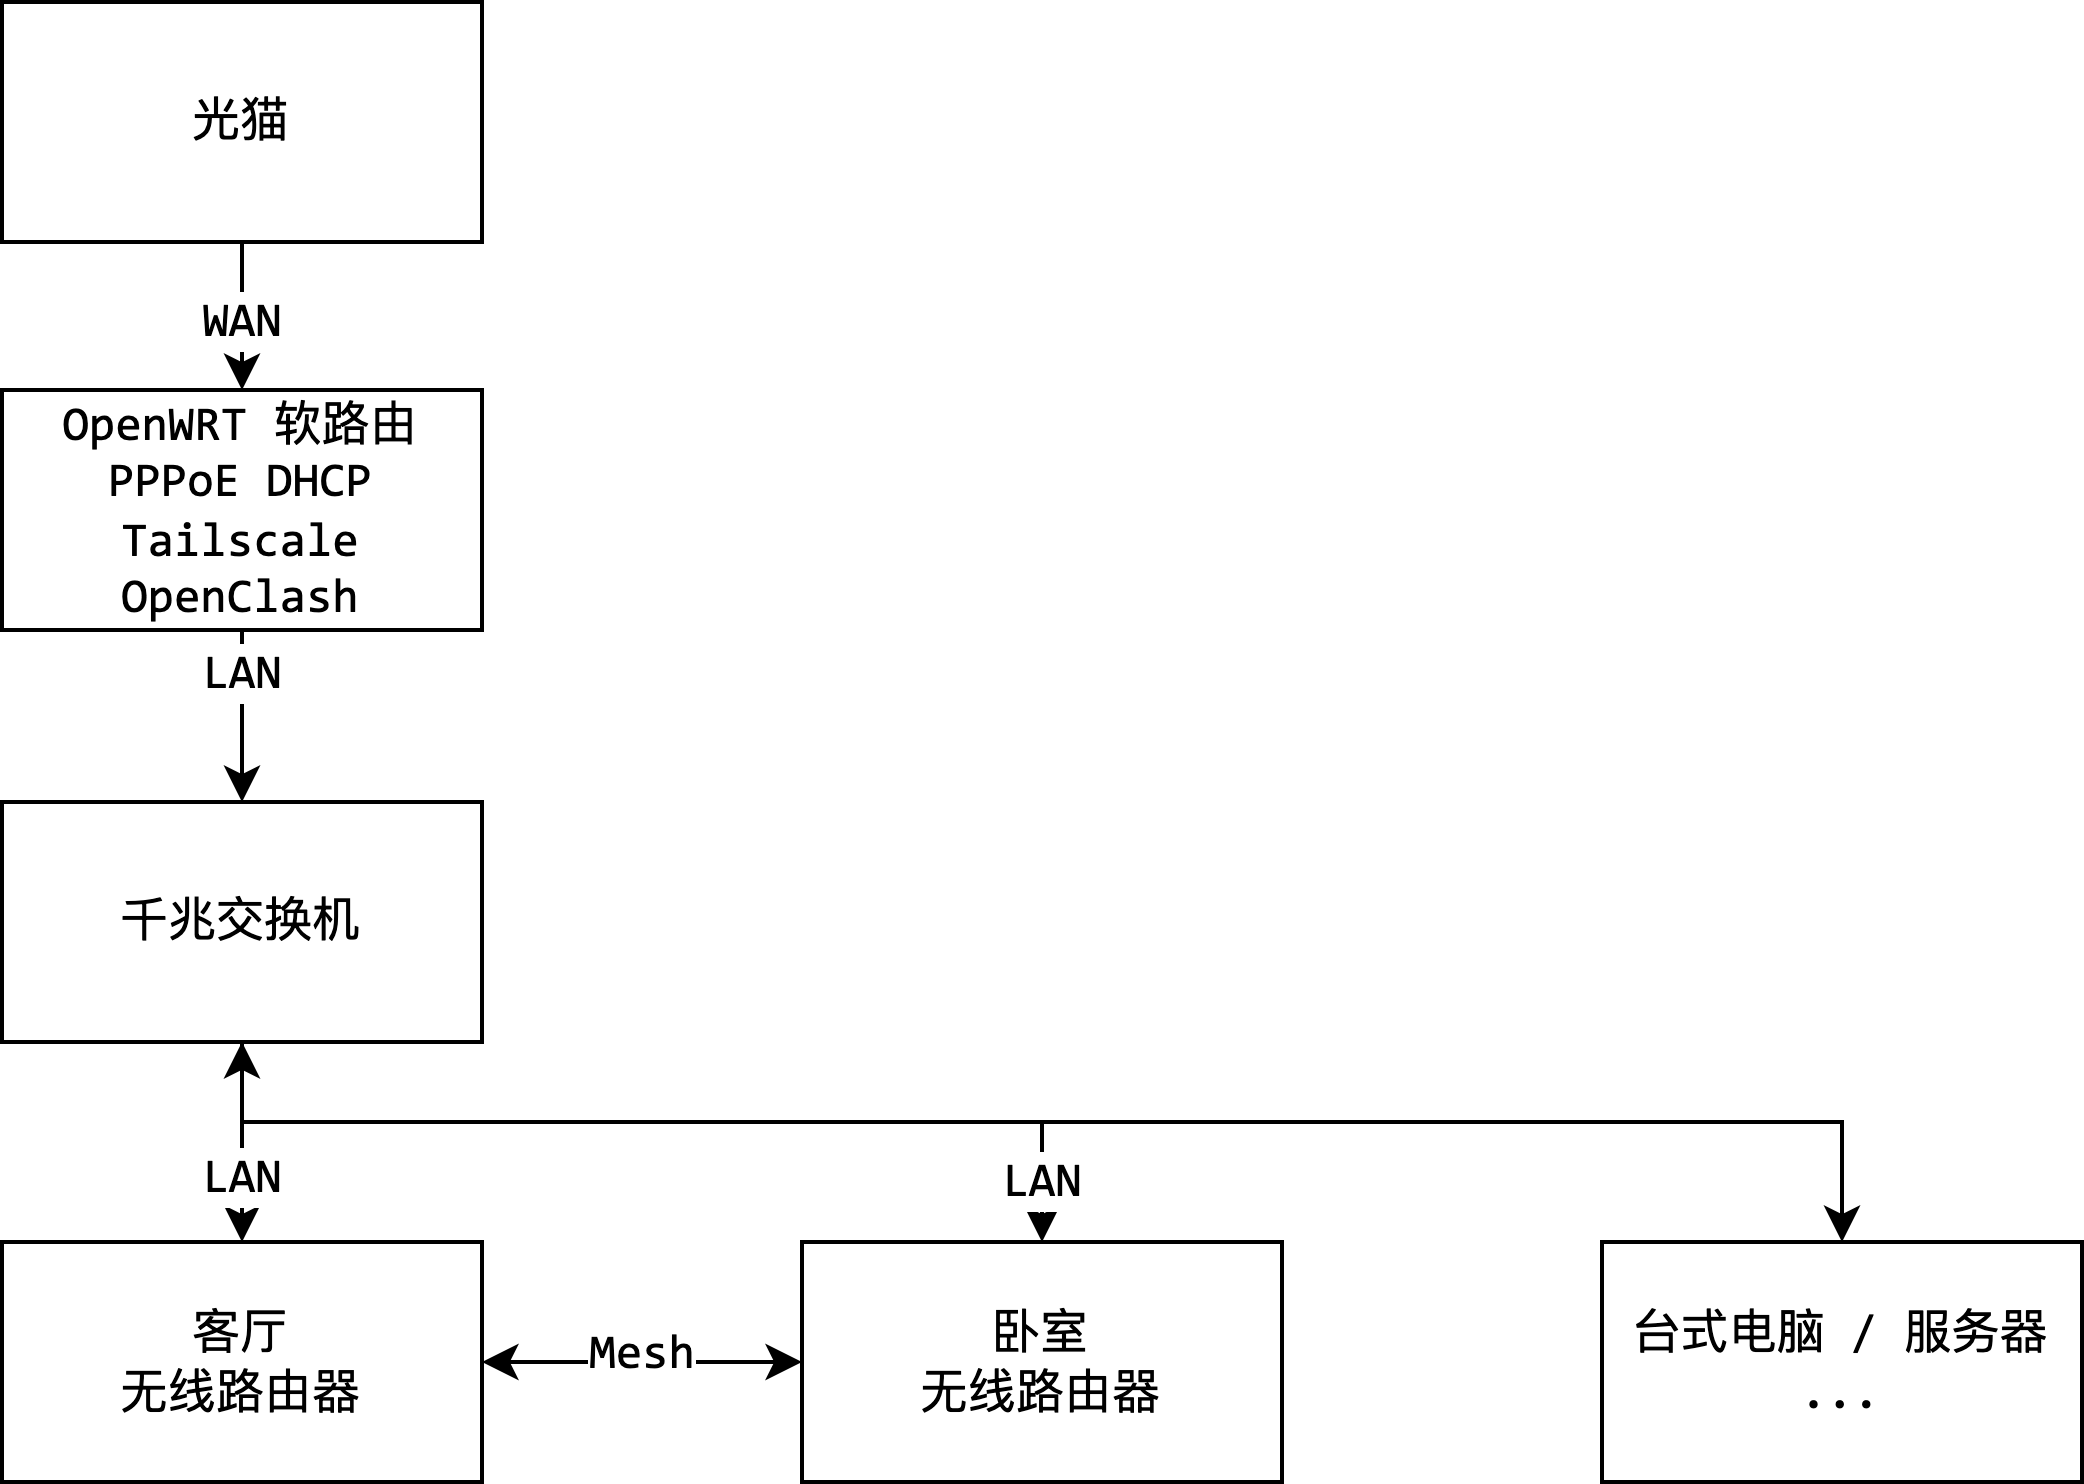 光猫
WAN
OpenWRT 软路由
PPPoE DHCP
Tailscale
OpenClash
LAN
千兆交换机
LAN
LAN
客厅
无线路由器
Mesh
卧室
无线路由器
台式电脑 / 服务器
...